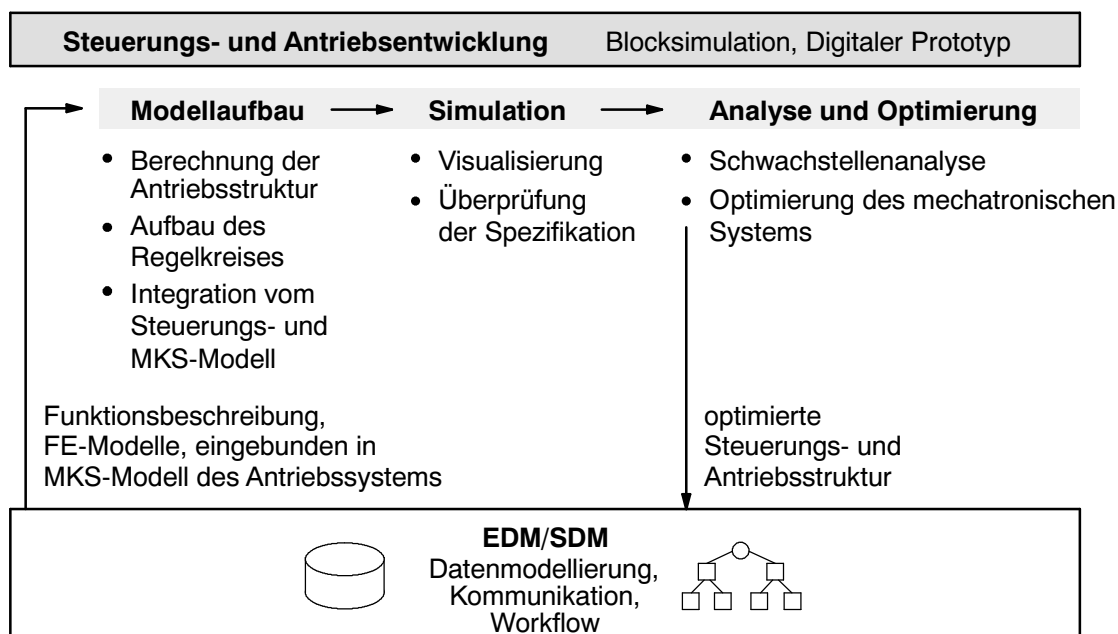 Steuerungs- und Antriebsentwicklung Blocksimulation, Digitaler Prototyp
Modellaufbau Simulation Analyse und Optimierung
• Berechnung der
Antriebsstruktur
• Aufbau des
Regelkreises
• Integration vom
Steuerungs- und
MKS-Modell
• Visualisierung
• Überprüfung
der Spezifikation
• Schwachstellenanalyse
• Optimierung des mechatronischen
Systems
Funktionsbeschreibung,
FE-Modelle, eingebunden in
MKS-Modell des Antriebssystems
optimierte
Steuerungs- und
Antriebsstruktur
EDM/SDM
Datenmodellierung,
Kommunikation,
Workflow